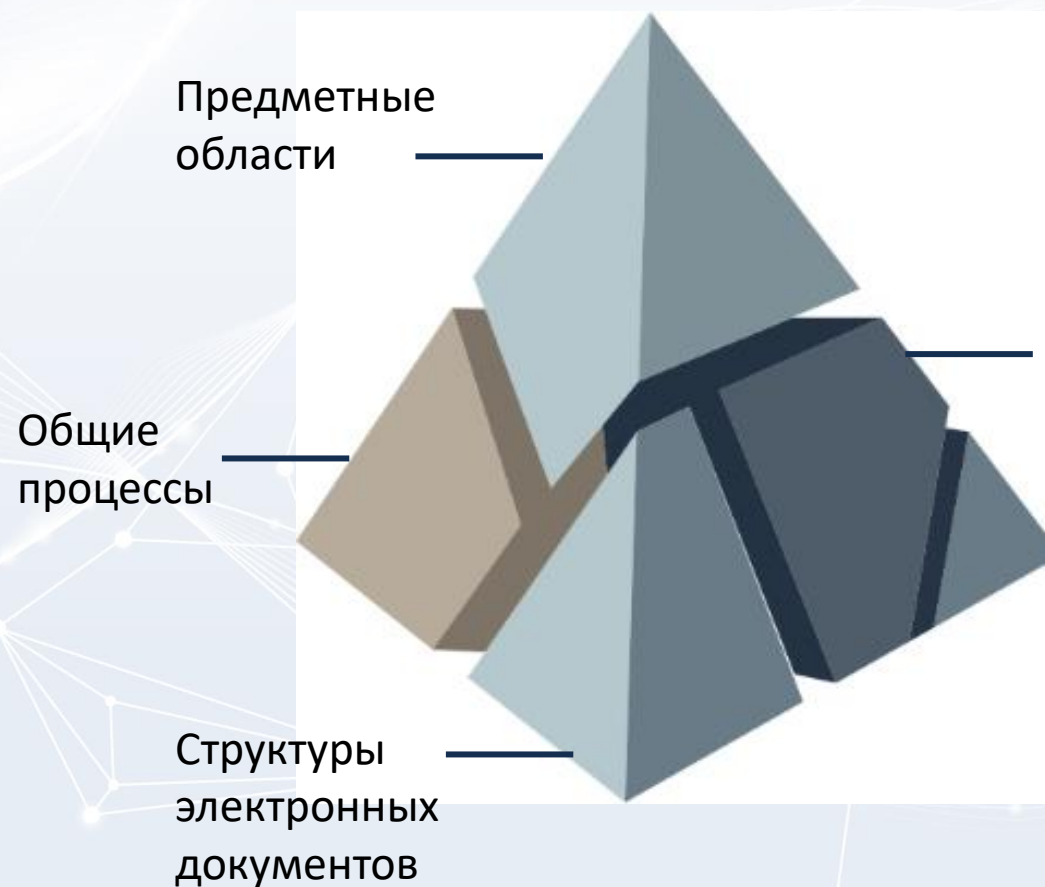 Предметные
области
Общие
процессы
Структуры
электронных
документов